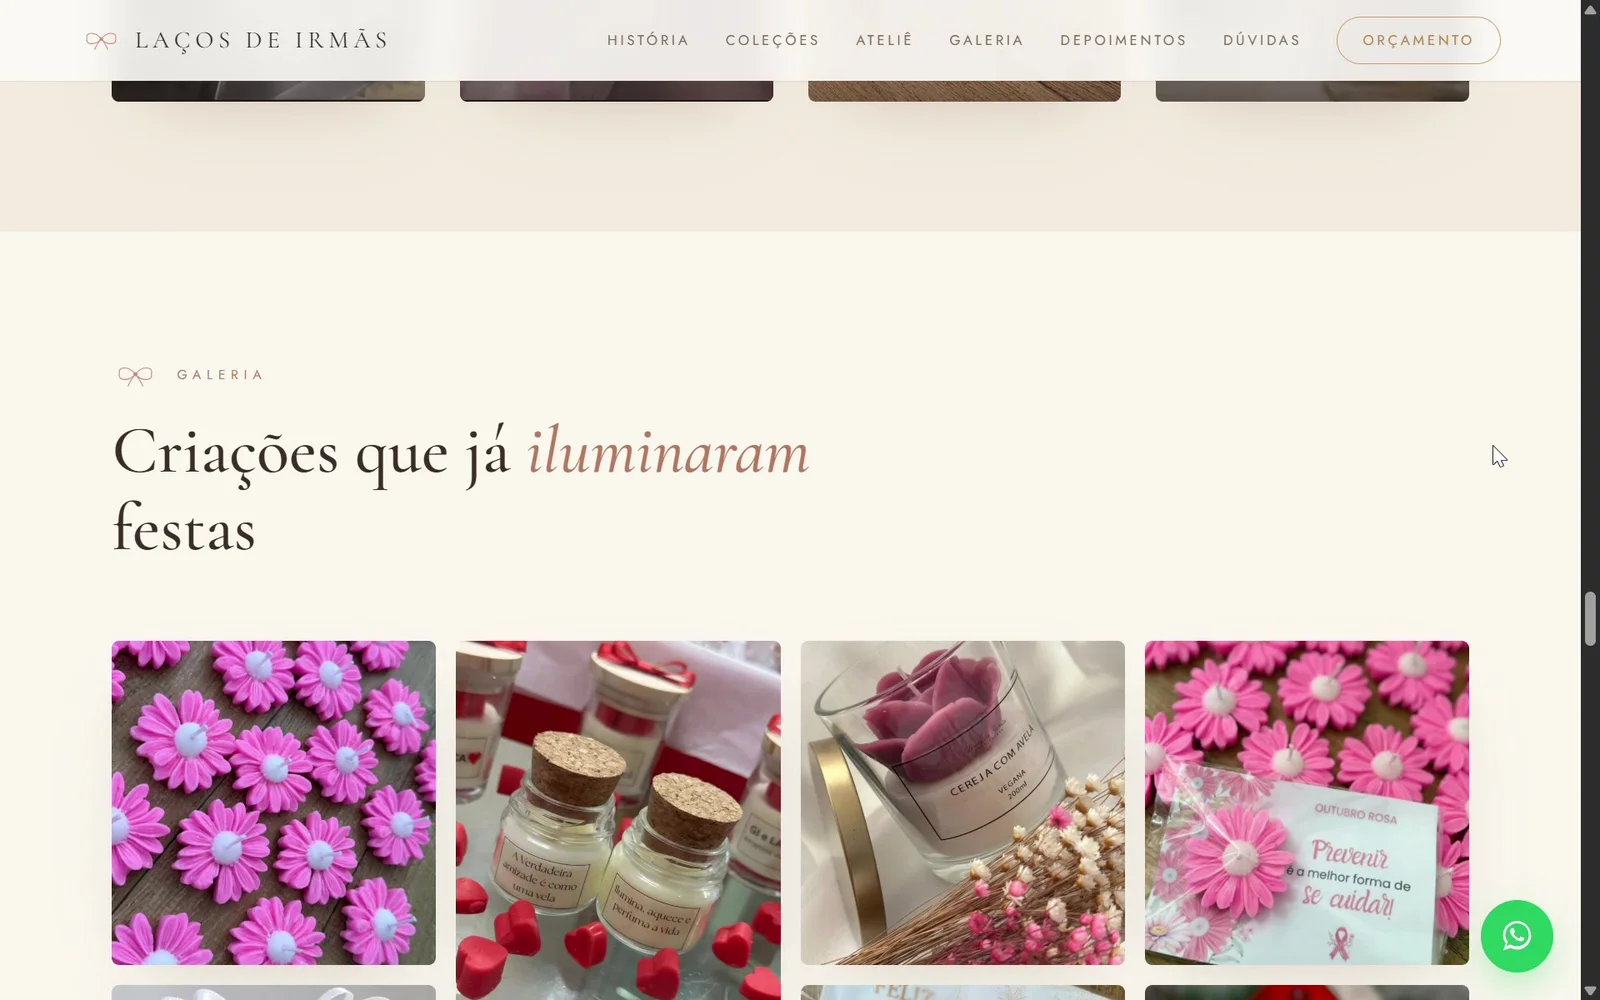 LAÇOS DE IRMÃS
HISTÓRIA
COLEÇÕES
ATELIÊ
GALERIA
DEPOIMENTOS
DÚVIDAS
ORÇAMENTO
GALERIA
Criações que já iluminaram
festas
A Verdadeira
amizade é como
uma vela
Ilumina, aquece e
perfuma a vida
CEREJA COM AVELÃ
VEGANA
200ml
OUTUBRO ROSA
Prevenir
é a melhor forma de
se cuidar!
FELIZ